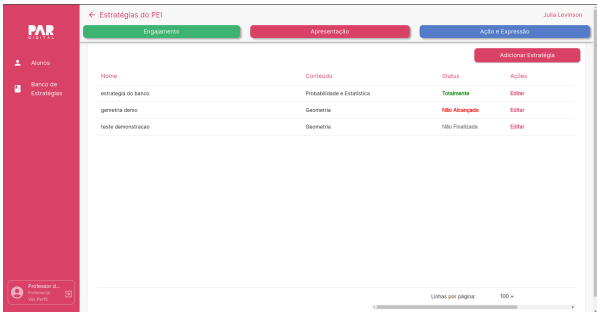 ← Estratégias do PEI
Julia Levinson
PAR
DIGITAL
Engajamento
Apresentação
Ação e Expressão
Alunos
Banco de
Estratégias
Adicionar Estratégia
Nome Conteúdo Status Ações
estrategia do banco Probabilidade e Estatística Totalmente Editar
gemetria demo Geometria Não Alcançado Editar
teste demonstracao Geometria Não Finalizada Editar
Professor d...
Ver Perfil
Linhas por página: 100